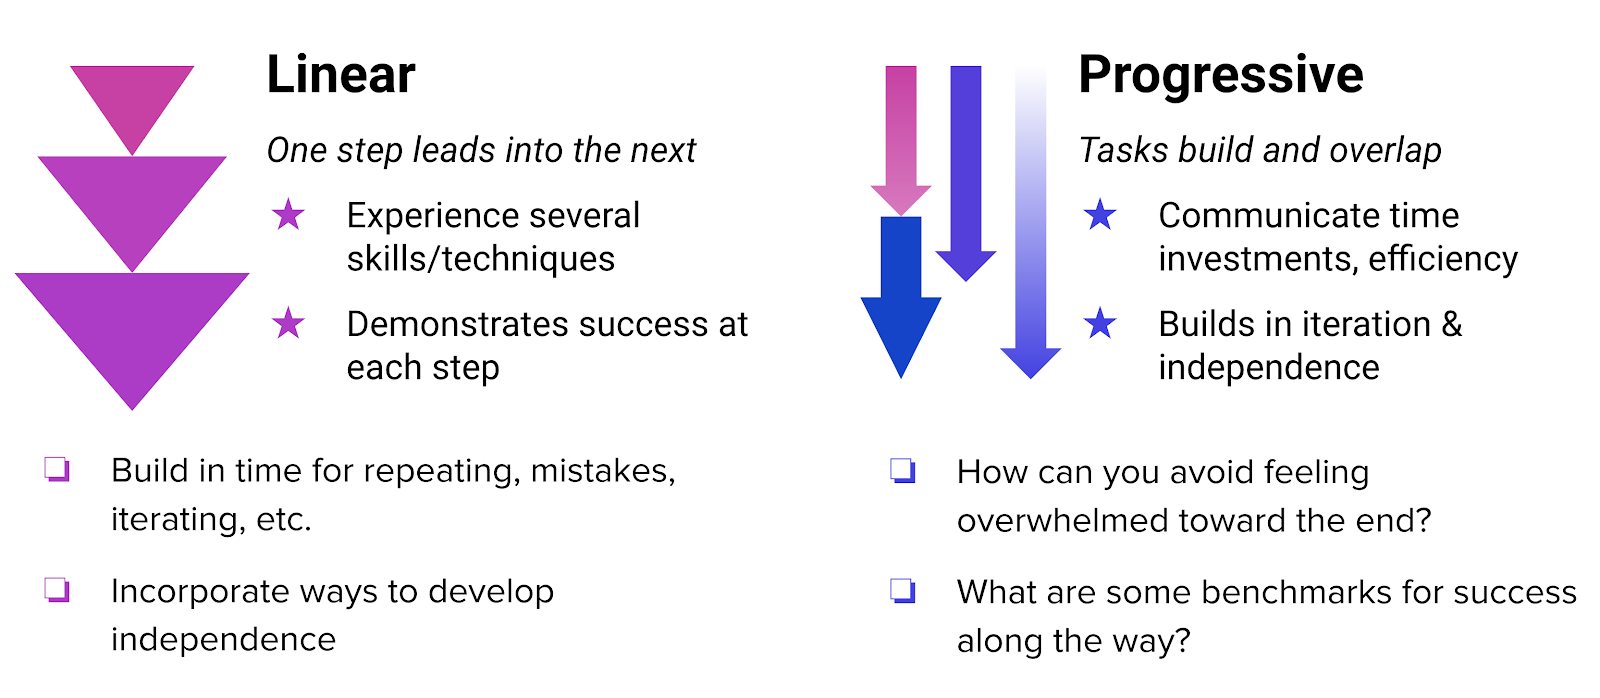 Linear
One step leads into the next
Experience several
skills/techniques
Demonstrates success at
each step
Build in time for repeating, mistakes,
iterating, etc.
Incorporate ways to develop
independence
Progressive
Tasks build and overlap
Communicate time
investments, efficiency
Builds in iteration &
independence
How can you avoid feeling
overwhelmed toward the end?
What are some benchmarks for success
along the way?